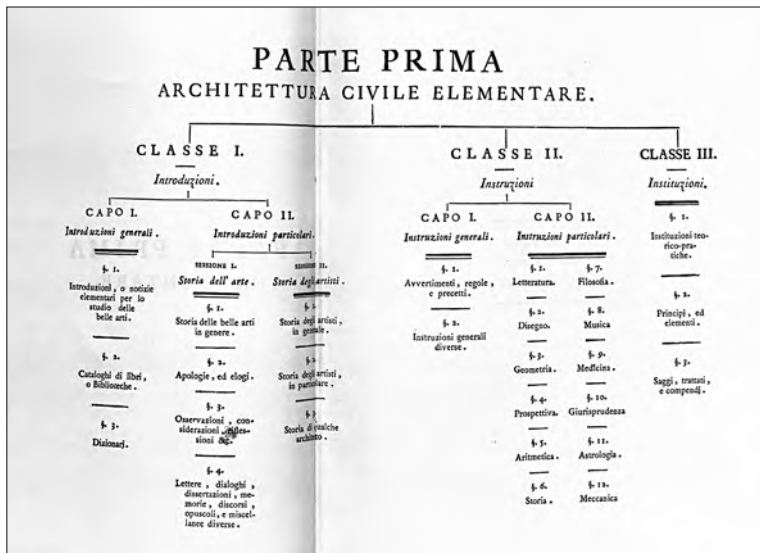 PARTE PRIMA
ARCHITETTURA CIVILE ELEMENTARE.
CLASSE I.
Introduzioni.
CAPO I.
Introduzioni generali.
§. 1.
Introduzioni, o notizie
elementari per lo
studio delle
belle arti.
§. 2.
Cataloghi di libri,
o Biblioteche.
§. 3.
Dizionarj.
CAPO II.
Introduzioni particolari.
SESSIONE I.
Storia dell' arte.
§. 1.
Storia delle belle arti
in genere.
§. 2.
Apologie, ed elogi.
§. 3.
Osservazioni, con-
siderazioni, rifles-
sioni &c.
§. 4.
Lettere, dialoghi,
dissertazioni, me-
morie, discorsi,
opuscoli, e miscel-
lanee diverse.
SESSIONE II.
Storia degli artisti.
§. 1.
Storia degli artisti,
in generale.
§. 2.
Storia degli artisti,
in particolare.
§. 3.
Storia di qualche
CLASSE II.
Instruzioni
CAPO I.
Instruzioni generali.
§. 1.
Avvertimenti, regole,
e precetti.
§. 2.
Instruzioni generali
diverse.
CAPO II.
Instruzioni particolari.
§. 1.
Letteratura.
§. 2.
Disegno.
§. 3.
Geometria.
§. 4.
Prospettiva.
§. 5.
Aritmetica.
§. 6.
Storia.
§. 7.
Filosofia.
§. 8.
Musica
§. 9.
Medicina.
§. 10.
Giurisprudenza
§. 11.
Astrologia.
§. 12.
Meccanica
CLASSE III.
Instituzioni.
§. 1.
Instituzioni teo-
rico-pra-
tiche.
§. 2.
Principj, ed
elementi.
§. 3.
Saggi, trattati,
e compendj.